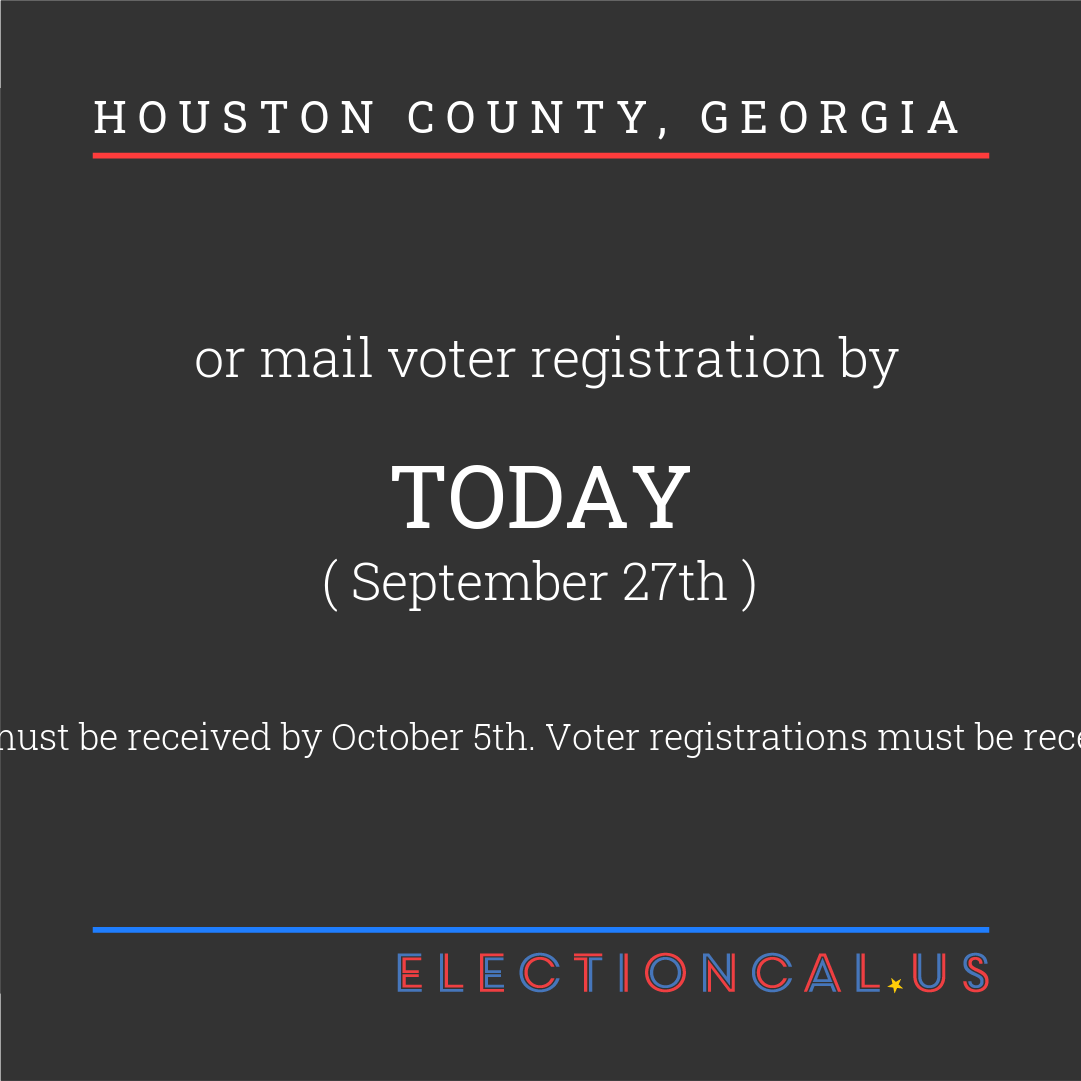 HOUSTON COUNTY, GEORGIA
or mail voter registration by
TODAY
( September 27th )
must be received by October 5th. Voter registrations must be rece
ELECTIONCAL.US